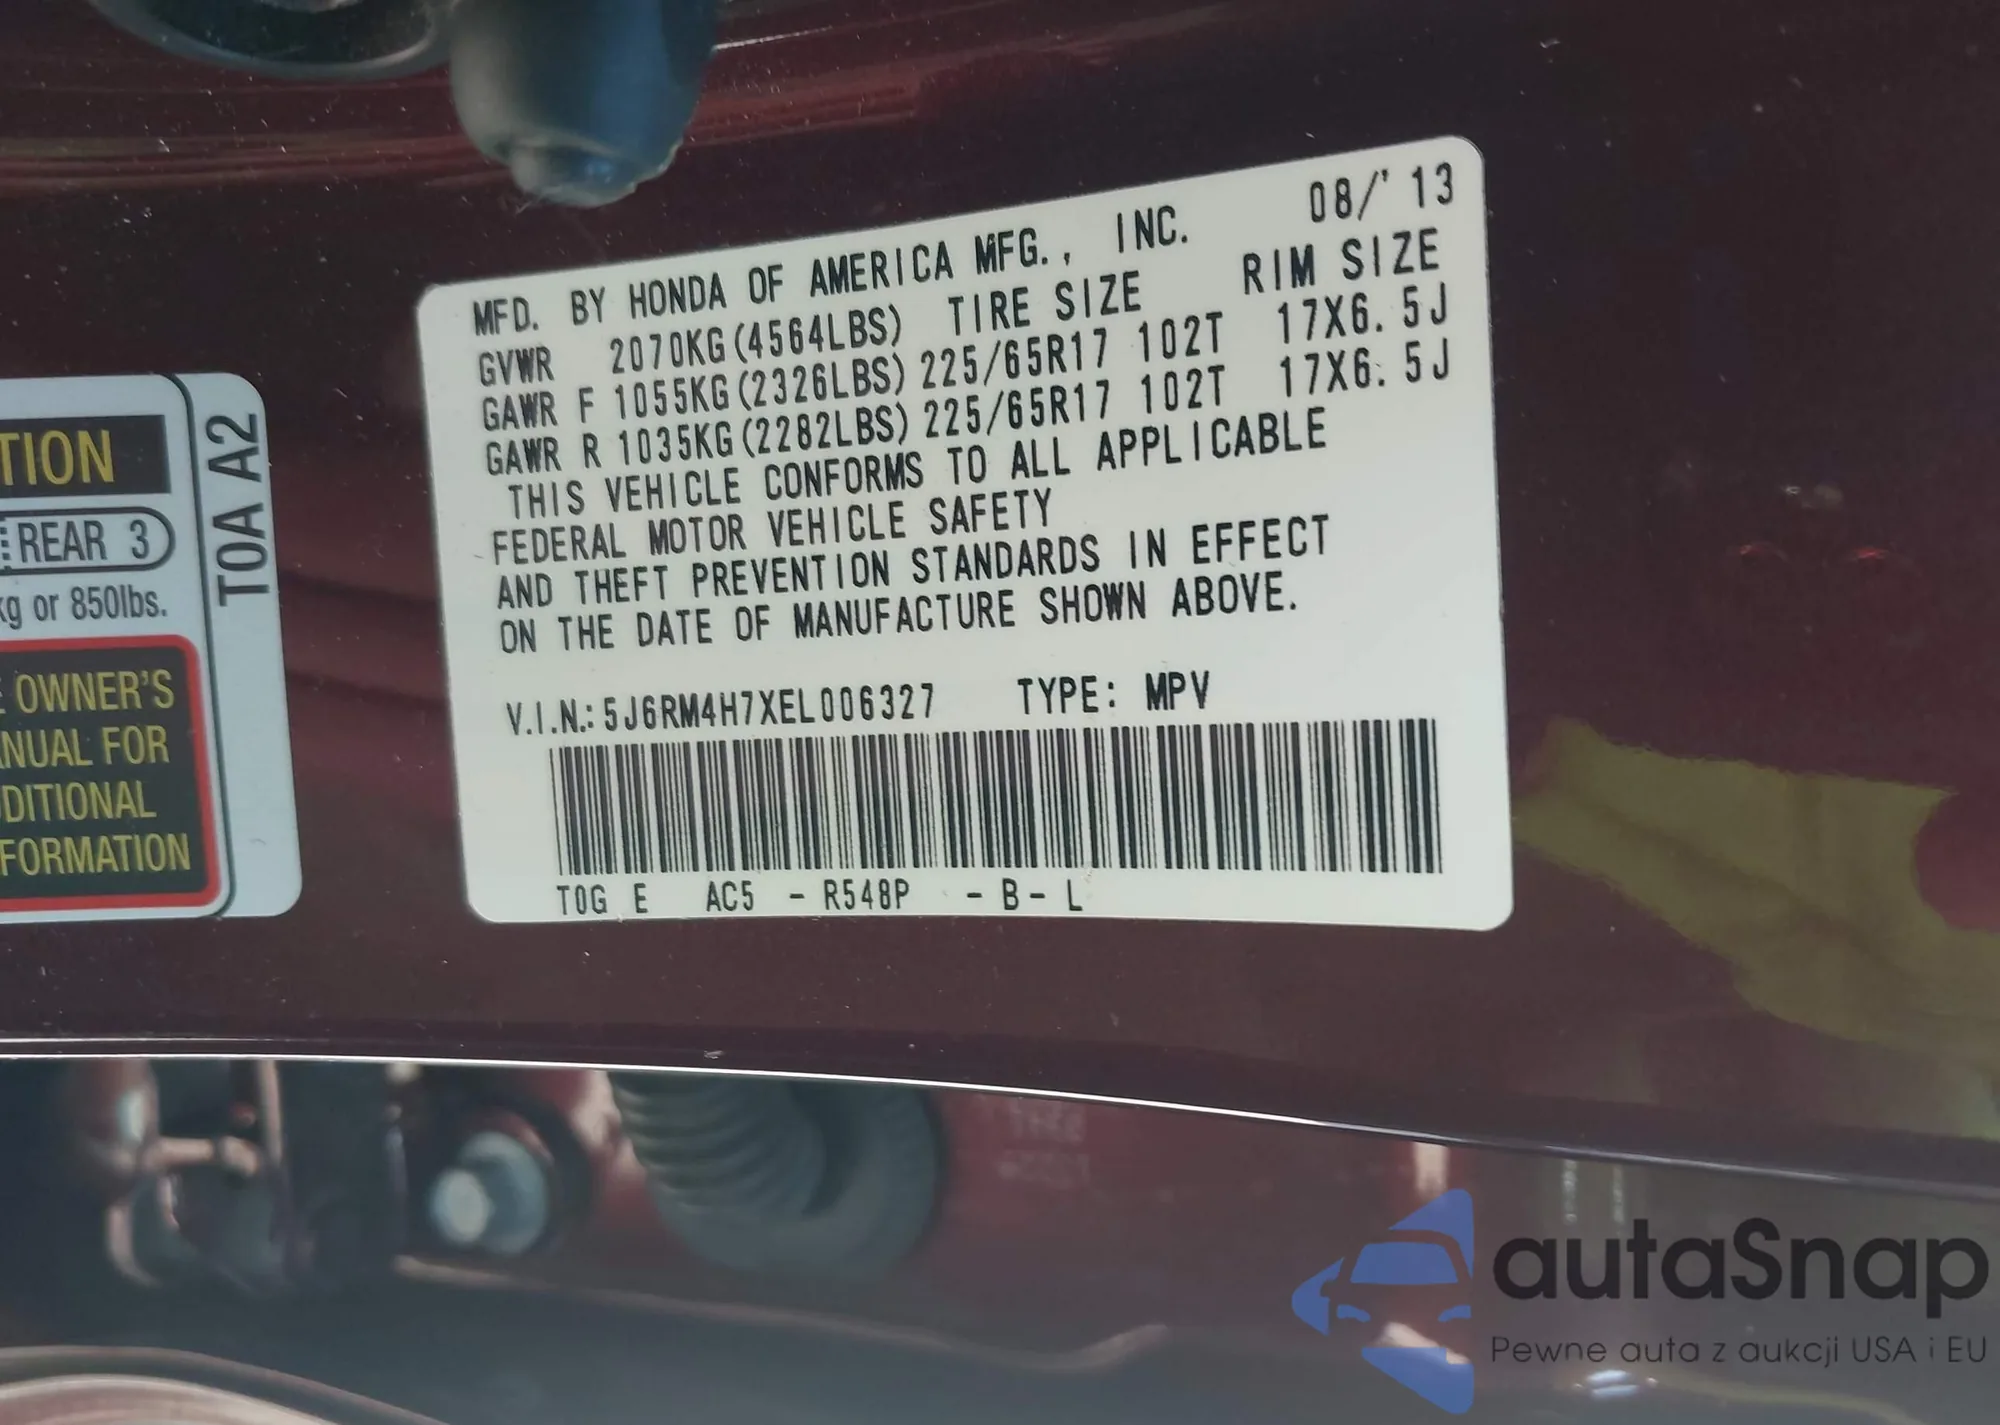 MFD. BY HONDA OF AMERICA MFG., INC. 08/'13
GVWR 2070KG(4564LBS) TIRE SIZE RIM SIZE
GAWR F 1055KG(2326LBS) 225/65R17 102T 17X6.5J
GAWR R 1035KG(2282LBS) 225/65R17 102T 17X6.5J
THIS VEHICLE CONFORMS TO ALL APPLICABLE
FEDERAL MOTOR VEHICLE SAFETY
AND THEFT PREVENTION STANDARDS IN EFFECT
ON THE DATE OF MANUFACTURE SHOWN ABOVE.
V.I.N.: 5J6RM4H7XEL006327 TYPE: MPV
T0G E AC5 - R548P - B - L
TION
REAR 3
kg or 850lbs.
E OWNER'S
NUAL FOR
DITIONAL
FORMATION
T0A A2
autaSnap
Pewne auta z aukcji USA i EU